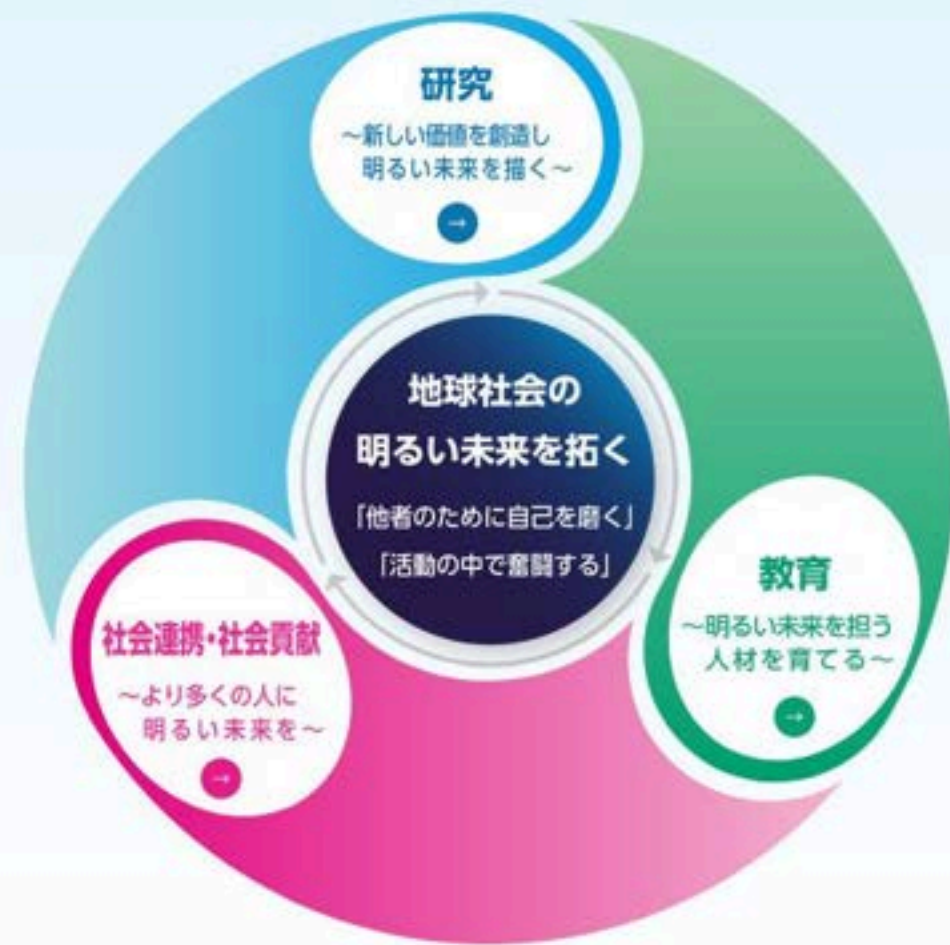 研究
～新しい価値を創造し
明るい未来を描く～
→
地球社会の
明るい未来を拓く
「他者のために自己を磨く」
「活動の中で奮闘する」
教育
～明るい未来を担う
人材を育てる～
→
社会連携・社会貢献
～より多くの人に
明るい未来を～
→